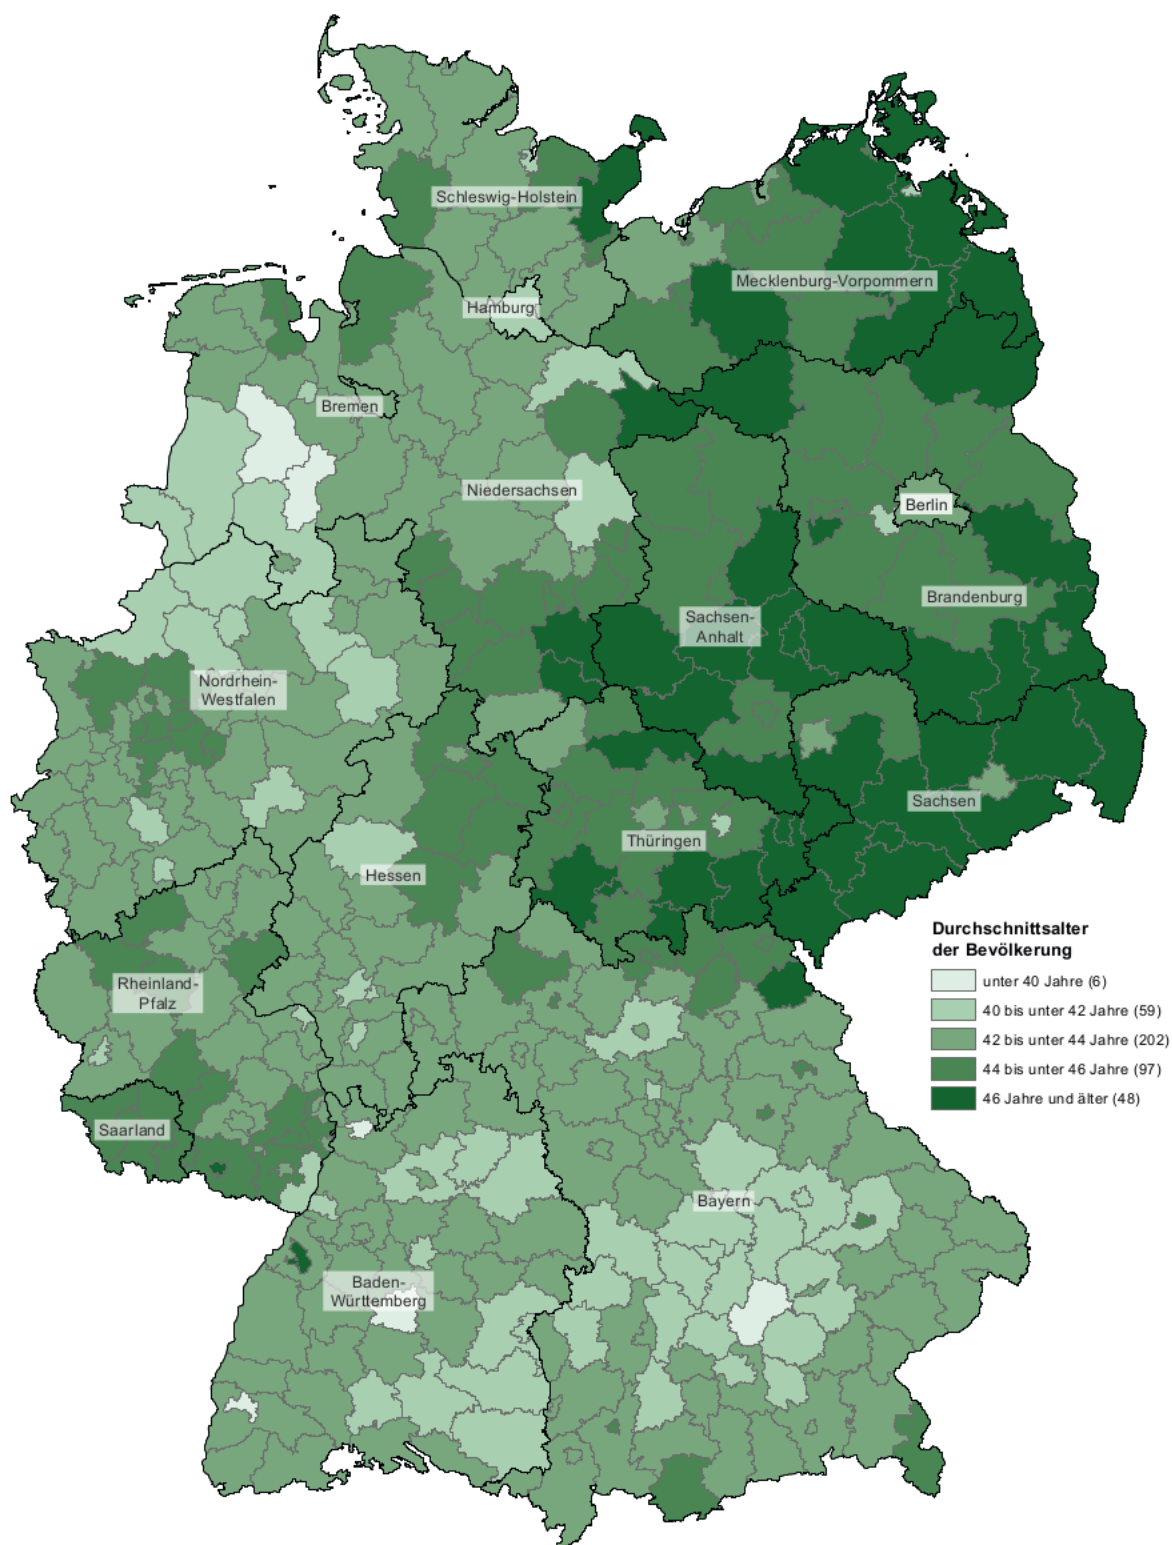 Schleswig-Holstein
Mecklenburg-Vorpommern
Hamburg
Bremen
Niedersachsen
Berlin
Brandenburg
Sachsen-
Anhalt
Nordrhein-
Westfalen
Sachsen
Thüringen
Hessen
Rheinland-
Pfalz
Saarland
Bayern
Baden-
Württemberg
Durchschnittsalter
der Bevölkerung
unter 40 Jahre (6)
40 bis unter 42 Jahre (59)
42 bis unter 44 Jahre (202)
44 bis unter 46 Jahre (97)
46 Jahre und älter (48)